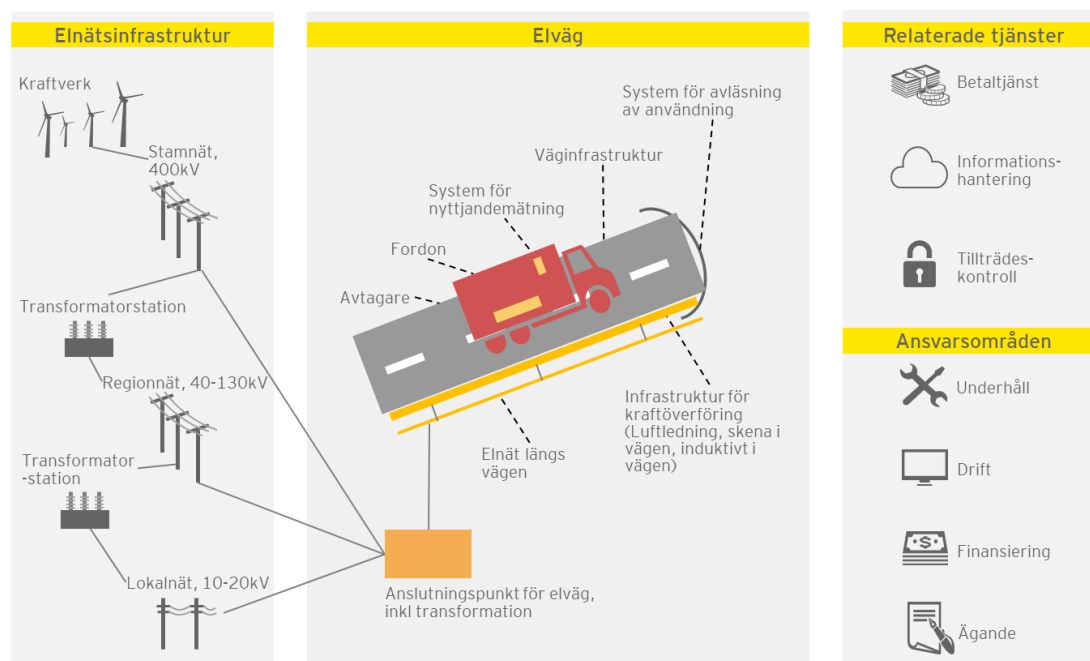 Elnätsinfrastruktur
Kraftverk
Stamnät,
400kV
Transformatorstation
Regionnät, 40-130kV
Transformator
-station
Lokalnät, 10-20kV
Elväg
System för avläsning
av användning
Väginfrastruktur
System för
nyttjandemätning
Fordon
Avtagare
Infrastruktur för
kraftöverföring
(Luftledning, skena i
vägen, induktivt i
vägen)
Elnät längs
vägen
Anslutningspunkt för elväg,
inkl transformation
Relaterade tjänster
Betaltjänst
Informations-
hantering
Tillträdes-
kontroll
Ansvarsområden
Underhåll
Drift
$
Finansiering
Ägande